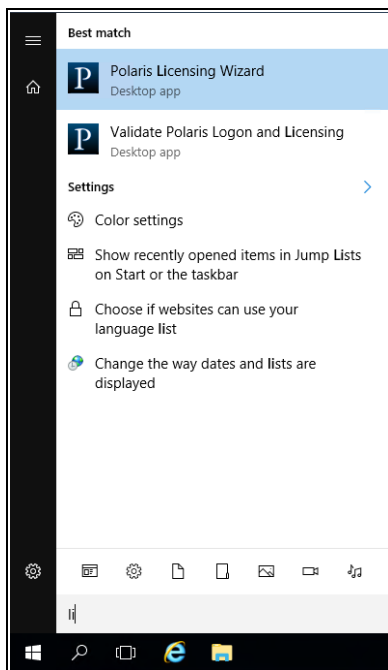 Best match
Polaris Licensing Wizard
Desktop app
Validate Polaris Logon and Licensing
Desktop app
Settings
Color settings
Show recently opened items in Jump Lists
on Start or the taskbar
Choose if websites can use your
language list
Change the way dates and lists are
displayed
li